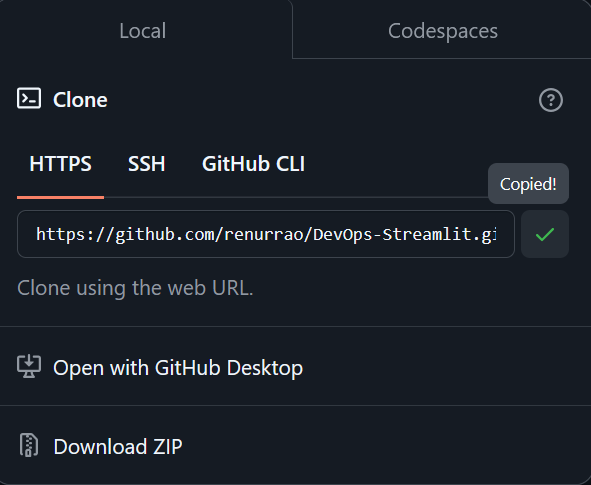 Local
Codespaces
Clone
HTTPS
SSH
GitHub CLI
Copied!
https://github.com/renurrao/DevOps-Streamlit.gi
Clone using the web URL.
Open with GitHub Desktop
Download ZIP